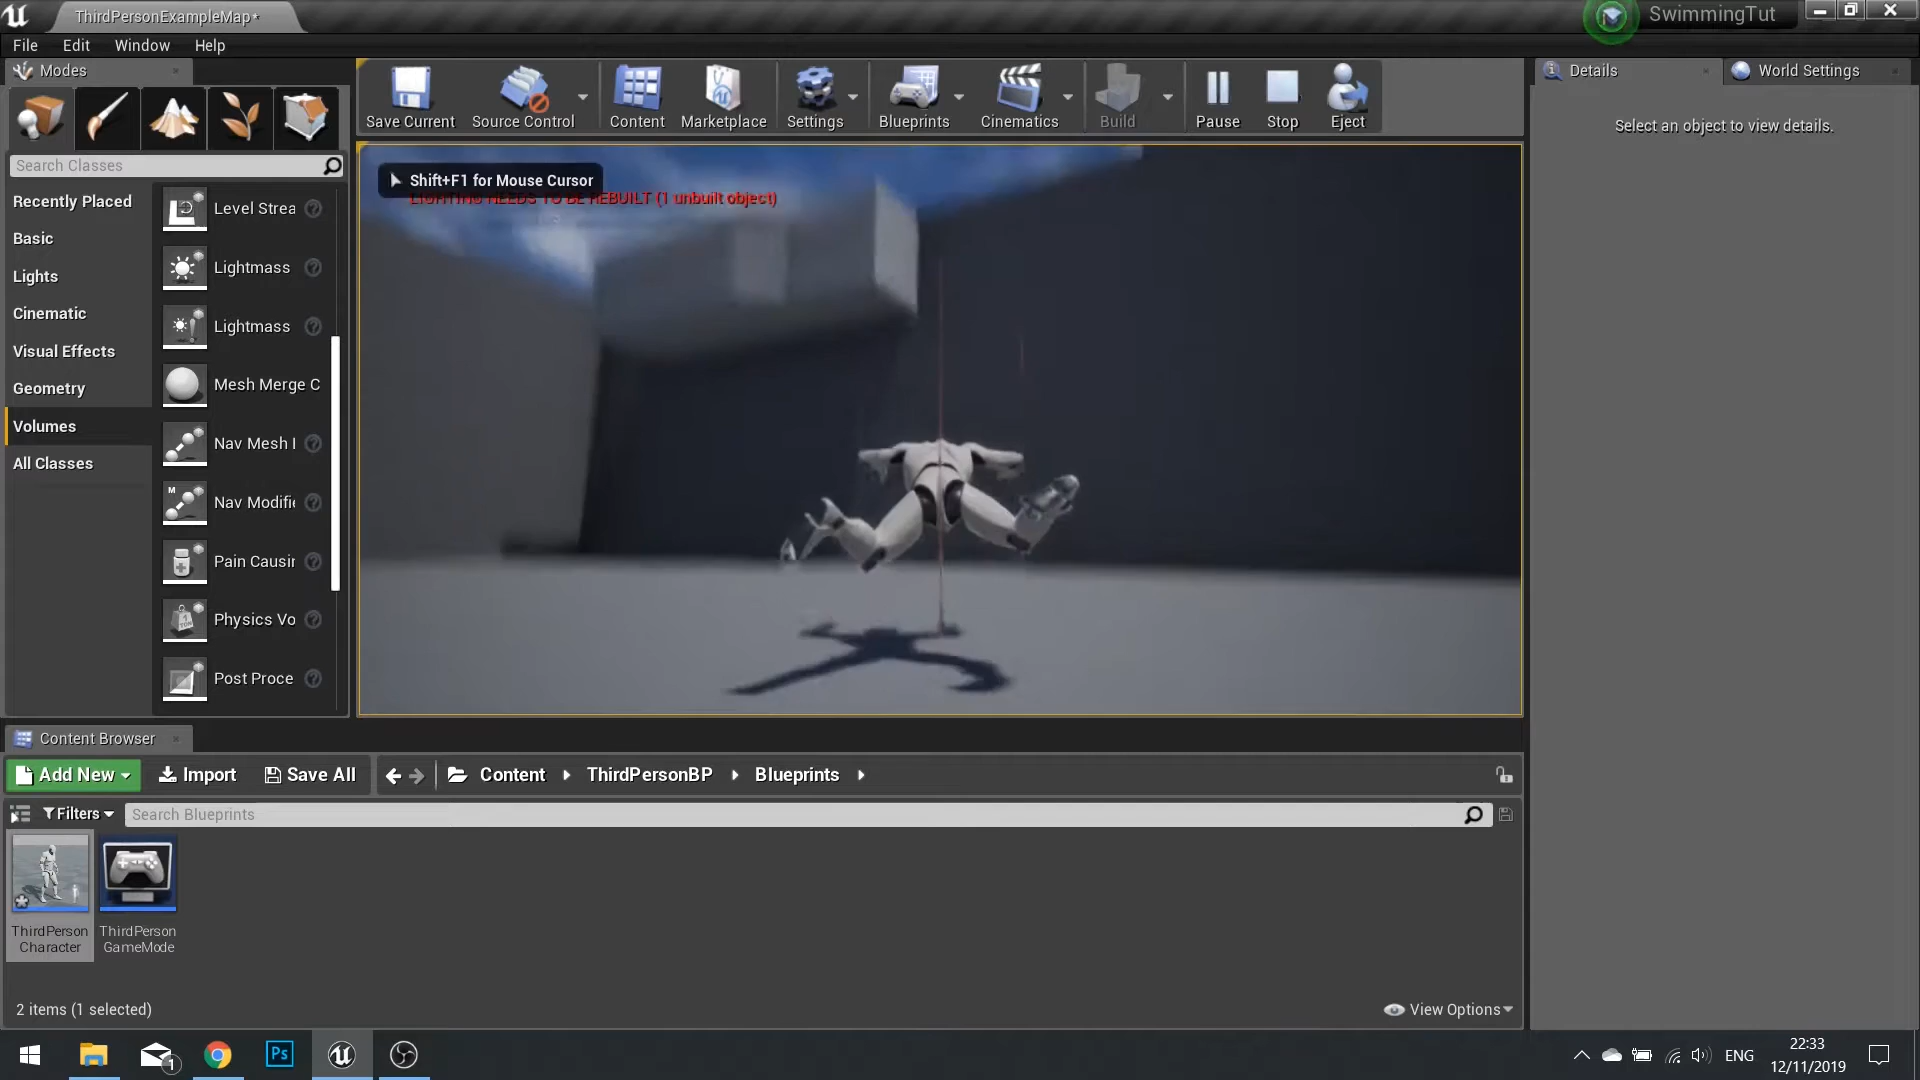 ThirdPersonExampleMap*
SwimmingTut
File Edit Window Help
Modes
Save Current
Source Control
Content
Marketplace
Settings
Blueprints
Cinematics
Build
Pause
Stop
Eject
Details
World Settings
Select an object to view details.
Search Classes
Recently Placed
Basic
Lights
Cinematic
Visual Effects
Geometry
Volumes
All Classes
Level Strea
Lightmass
Lightmass
Mesh Merge C
Nav Mesh
Nav Modifi
Pain Causin
Physics Vo
Post Proce
Shift+F1 for Mouse Cursor
LIGHTING NEEDS TO BE REBUILT (1 unbuilt object)
Content Browser
Add New
Import
Save All
Content
ThirdPersonBP
Blueprints
Filters
Search Blueprints
ThirdPerson
Character
ThirdPerson
GameMode
2 items (1 selected)
View Options
Ps
1
ENG
22:33
12/11/2019